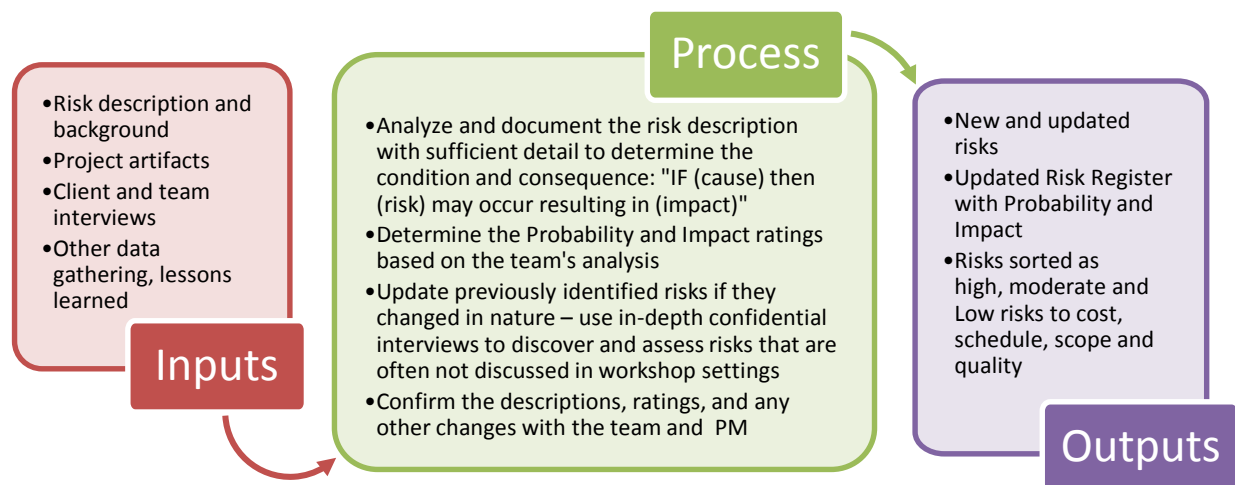 Inputs
•Risk description and
background
•Project artifacts
•Client and team
interviews
•Other data
gathering, lessons
learned
Process
•Analyze and document the risk description
with sufficient detail to determine the
condition and consequence: "IF (cause) then
(risk) may occur resulting in (impact)"
•Determine the Probability and Impact ratings
based on the team's analysis
•Update previously identified risks if they
changed in nature – use in-depth confidential
interviews to discover and assess risks that are
often not discussed in workshop settings
•Confirm the descriptions, ratings, and any
other changes with the team and PM
Outputs
•New and updated
risks
•Updated Risk Register
with Probability and
Impact
•Risks sorted as
high, moderate and
Low risks to cost,
schedule, scope and
quality